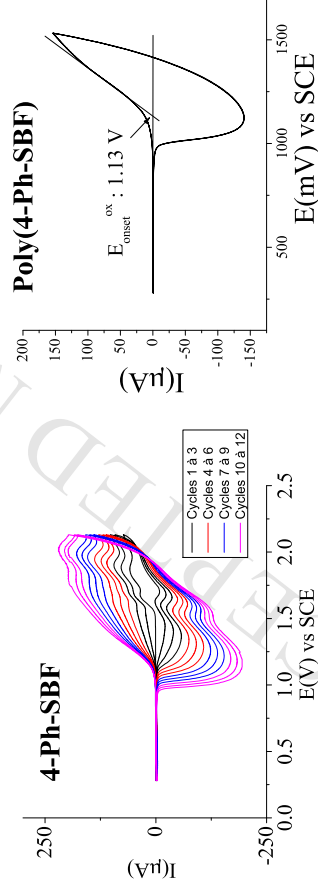 4-Ph-SBF
250
0
-250
I(µA)
0.0
0.5
1.0
1.5
2.0
2.5
E(V) vs SCE
Cycles 1 à 3
Cycles 4 à 6
Cycles 7 à 9
Cycles 10 à 12
Poly(4-Ph-SBF)
200
150
100
50
0
-50
-100
-150
I(µA)
500
1000
1500
E(mV) vs SCE
E onset ox : 1.13 V